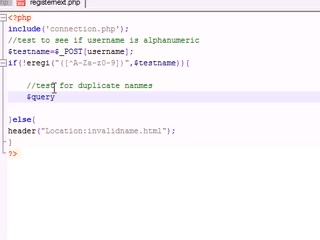 registernext.php
<?php
include('connection.php');
//test to see if username is alphanumeric
$testname=$_POST[username];
if(!eregi("([^A-Za-z0-9])",$testname)){
//test for duplicate nanmes
$query
}else{
header("Location:invalidname.html");
}
?>